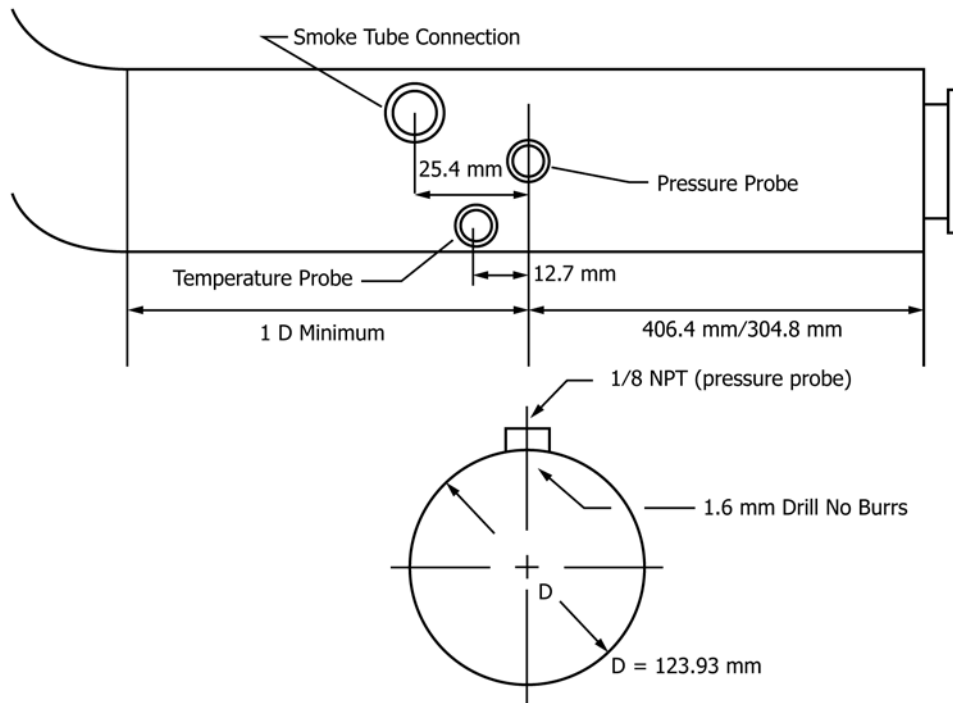 Smoke Tube Connection
25.4 mm
Pressure Probe
Temperature Probe
12.7 mm
1 D Minimum
406.4 mm/304.8 mm
1/8 NPT (pressure probe)
1.6 mm Drill No Burrs
D
D = 123.93 mm